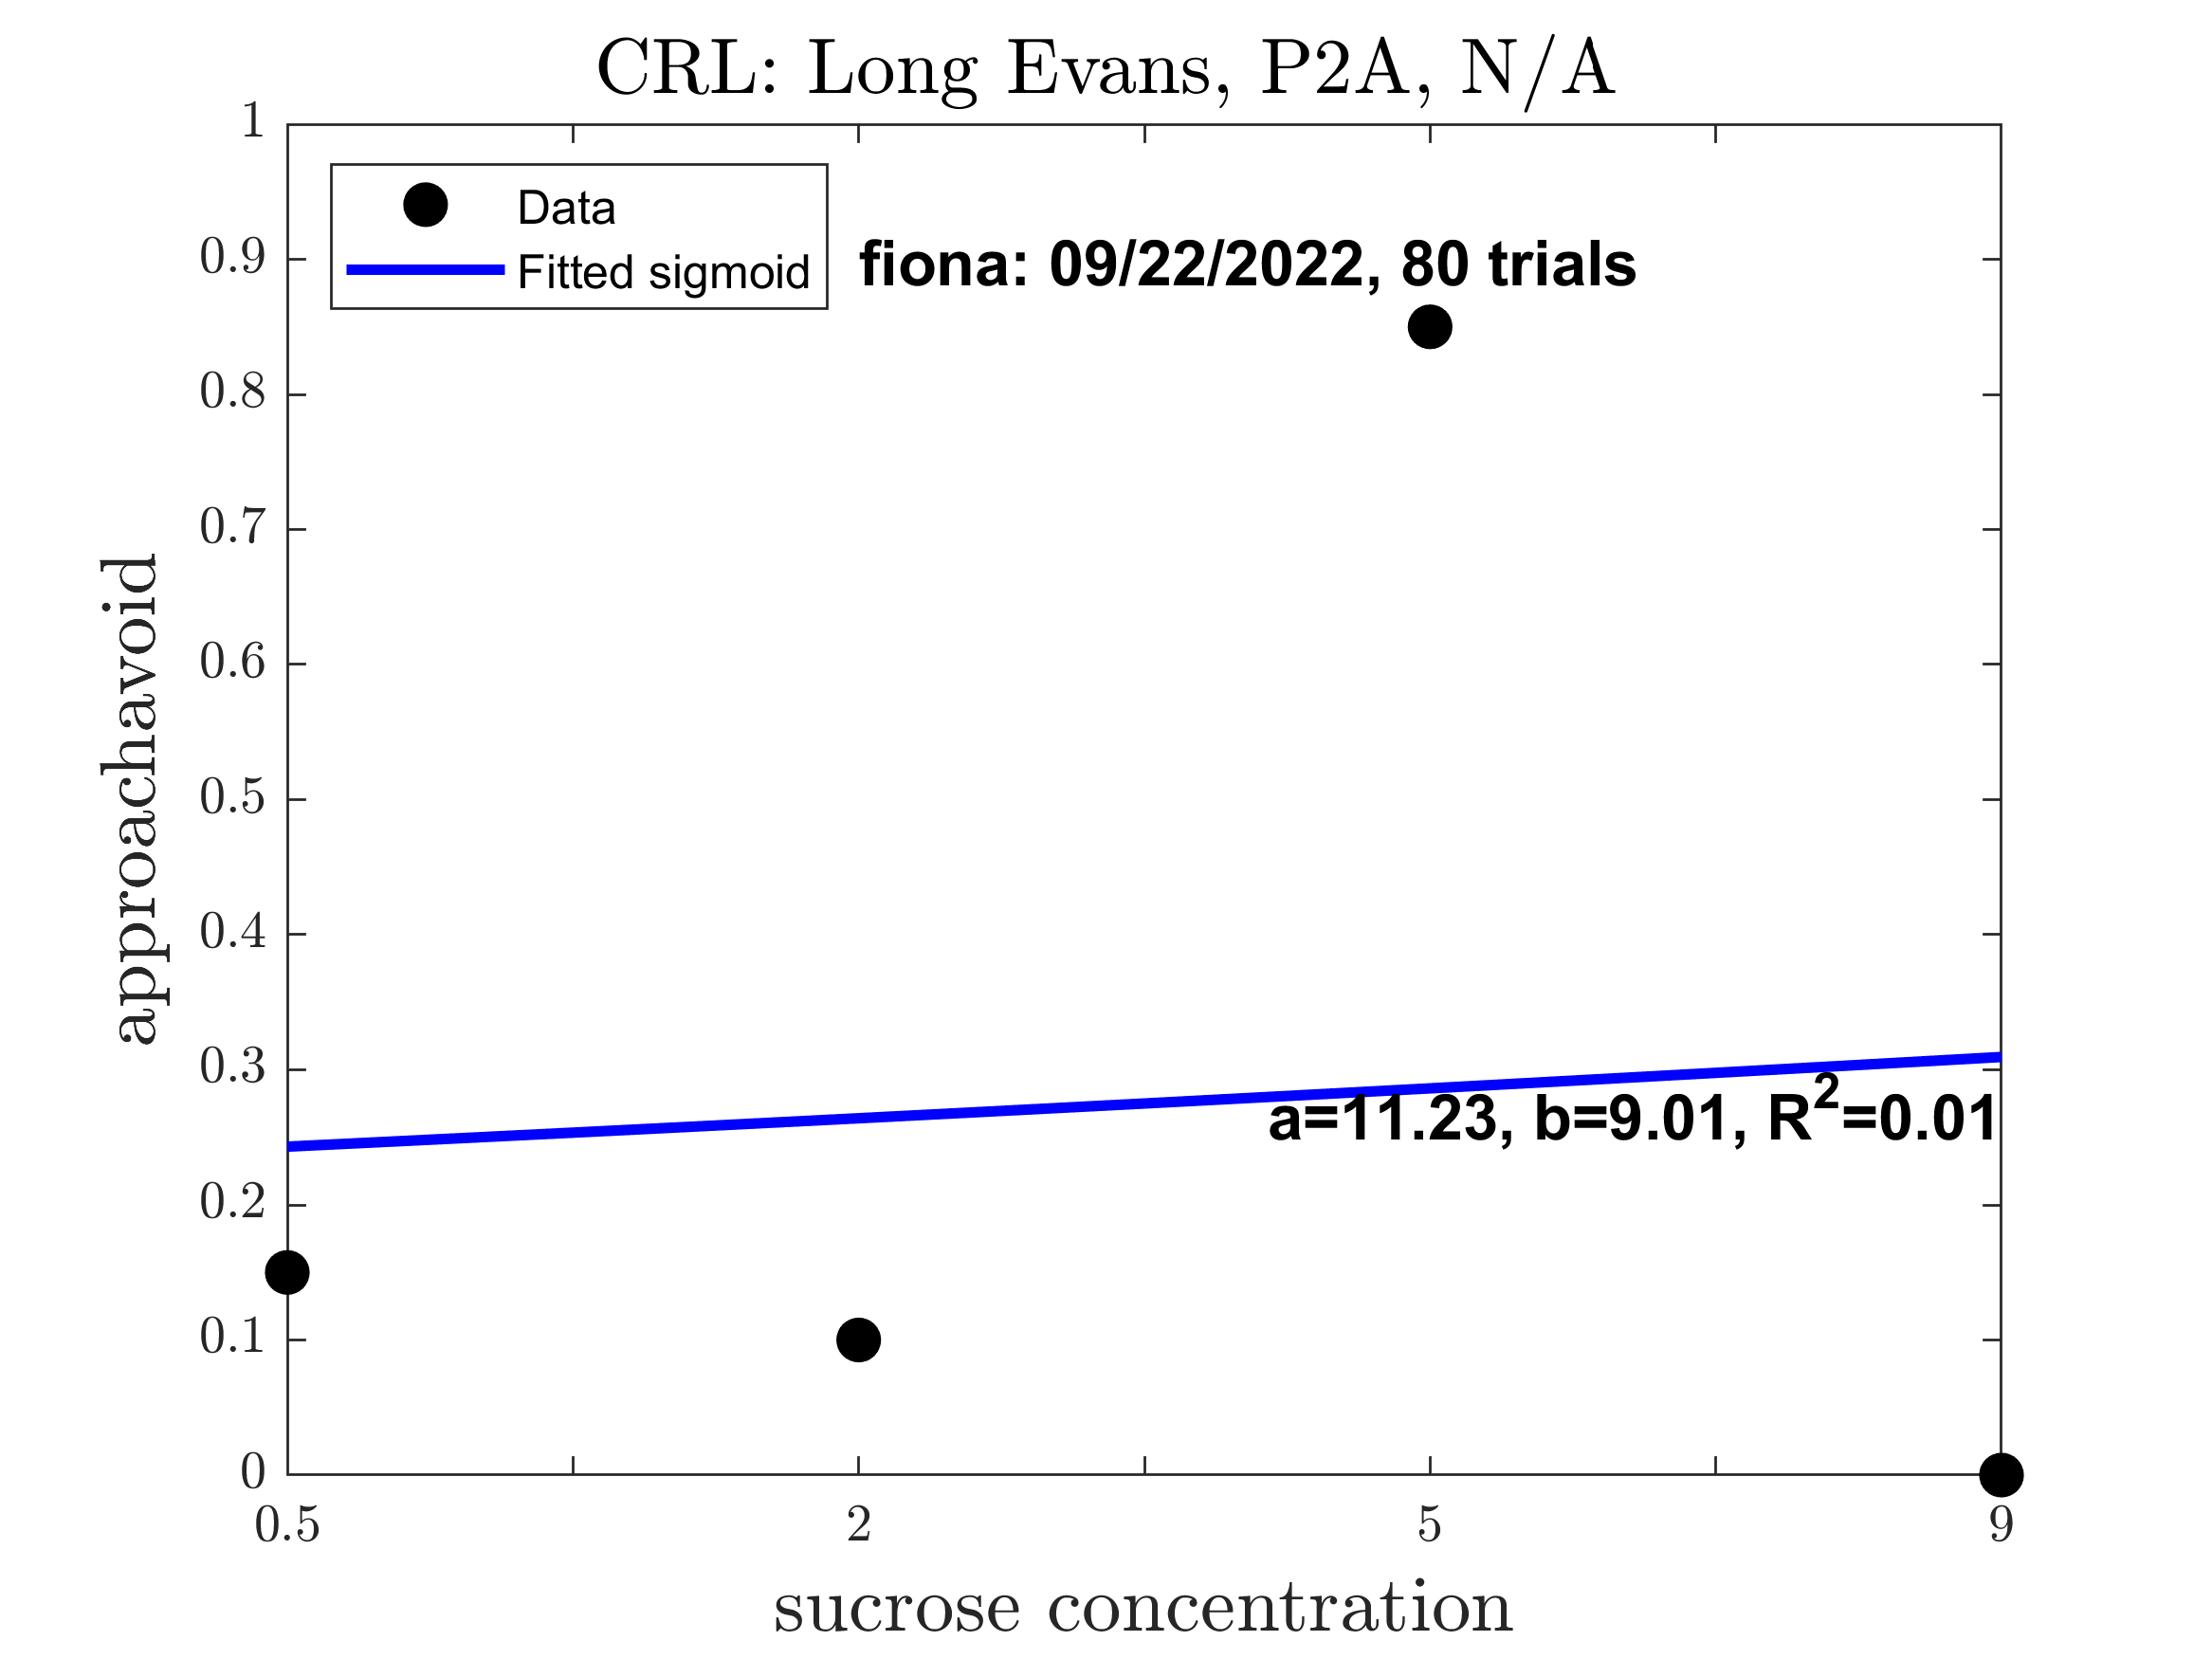 CRL: Long Evans, P2A, N/A
1
0.9
0.8
0.7
0.6
0.5
0.4
0.3
0.2
0.1
0
approachavoid
Data
Fitted sigmoid
fiona: 09/22/2022, 80 trials
a=11.23, b=9.01, R²=0.01
0.5 2 5 9
sucrose concentration